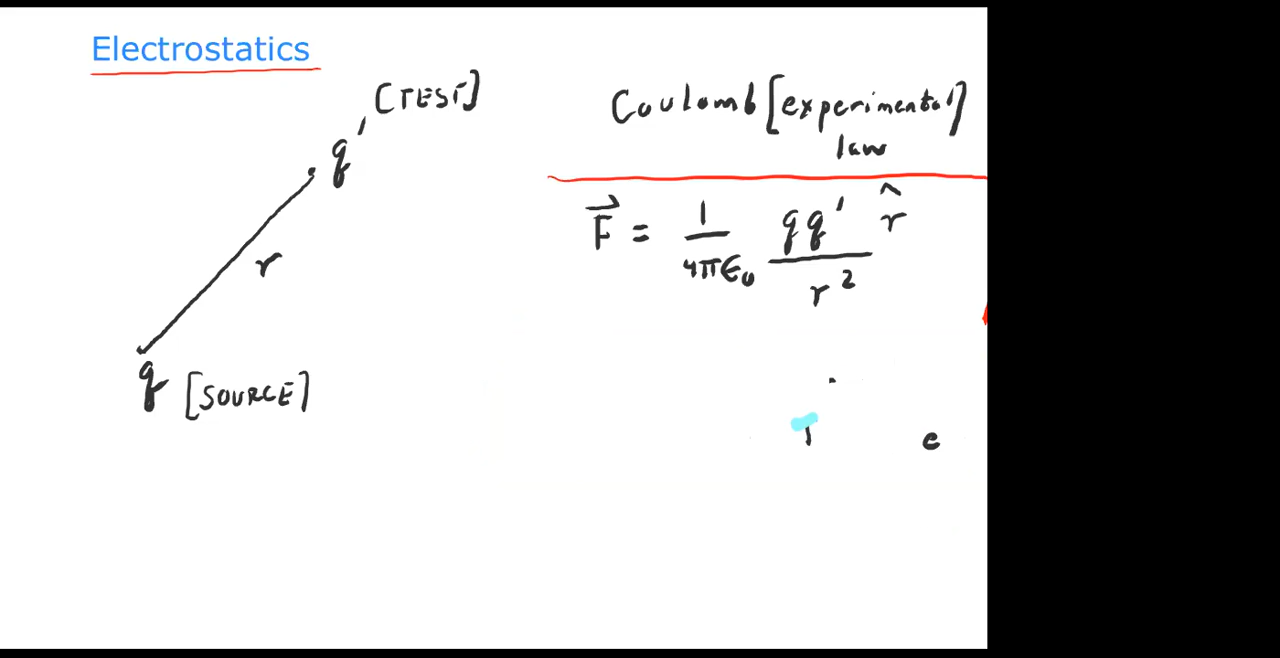 Electrostatics
[TEST]
q'
r
q [SOURCE]
Coulomb [experimental]
law
F⃗ = 1/4πϵ₀ qq'/r² r̂
e